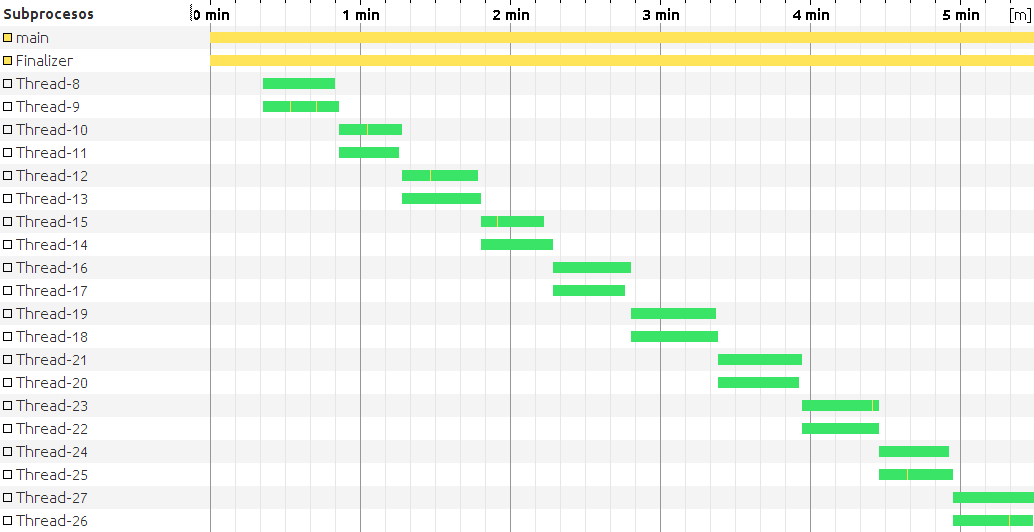 Subprocesos 0 min 1 min 2 min 3 min 4 min 5 min [m]
main
Finalizer
Thread-8
Thread-9
Thread-10
Thread-11
Thread-12
Thread-13
Thread-15
Thread-14
Thread-16
Thread-17
Thread-19
Thread-18
Thread-21
Thread-20
Thread-23
Thread-22
Thread-24
Thread-25
Thread-27
Thread-26